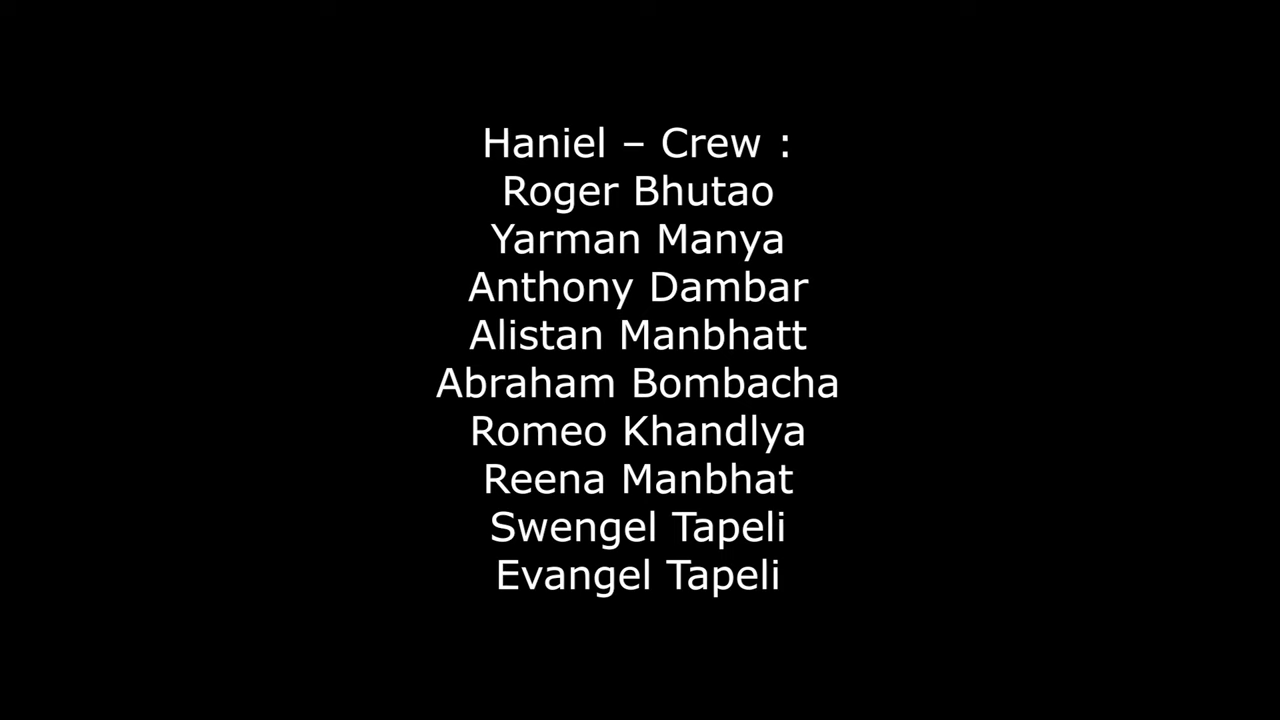 Haniel – Crew :
Roger Bhutao
Yarman Manya
Anthony Dambar
Alistan Manbhatt
Abraham Bombacha
Romeo Khandlya
Reena Manbhat
Swengel Tapeli
Evangel Tapeli